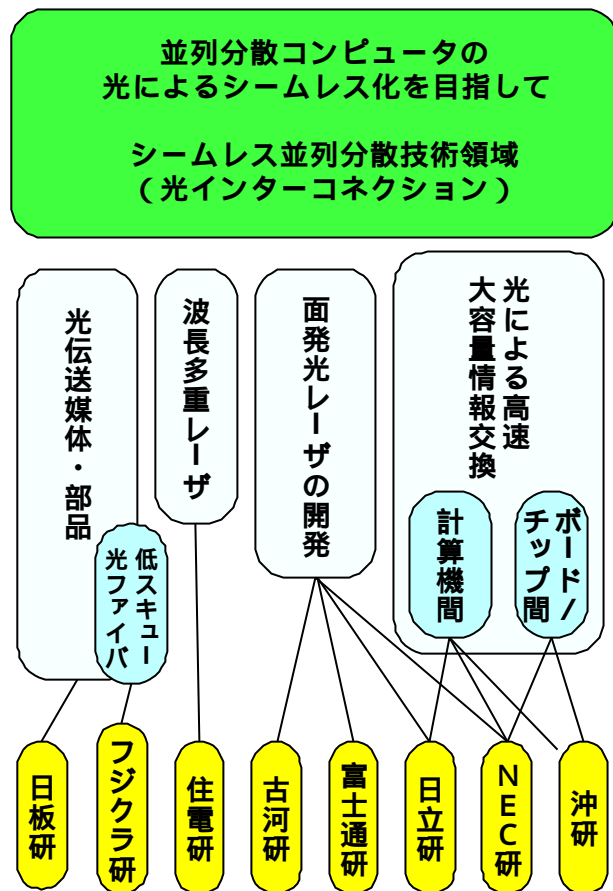 並列分散コンピュータの
光によるシームレス化を目指して
シームレス並列分散技術領域
（光インターコネクション）
光伝送媒体・部品
低スキュー
光ファイバ
波長多重レーザ
面発光レーザの開発
光による高速
大容量情報交換
計算機間
ボード/
チップ間
日板研
フジクラ研
住電研
古河研
富士通研
日立研
NEC研
沖研